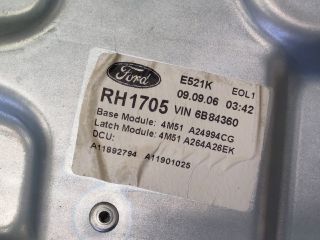 Ford
E521K EOL1
09.09.06 03:42
RH1705 VIN 6B84360
Base Module: 4M51 A24994CG
Latch Module: 4M51 A264A26EK
DCU:
A11892794 A11901025